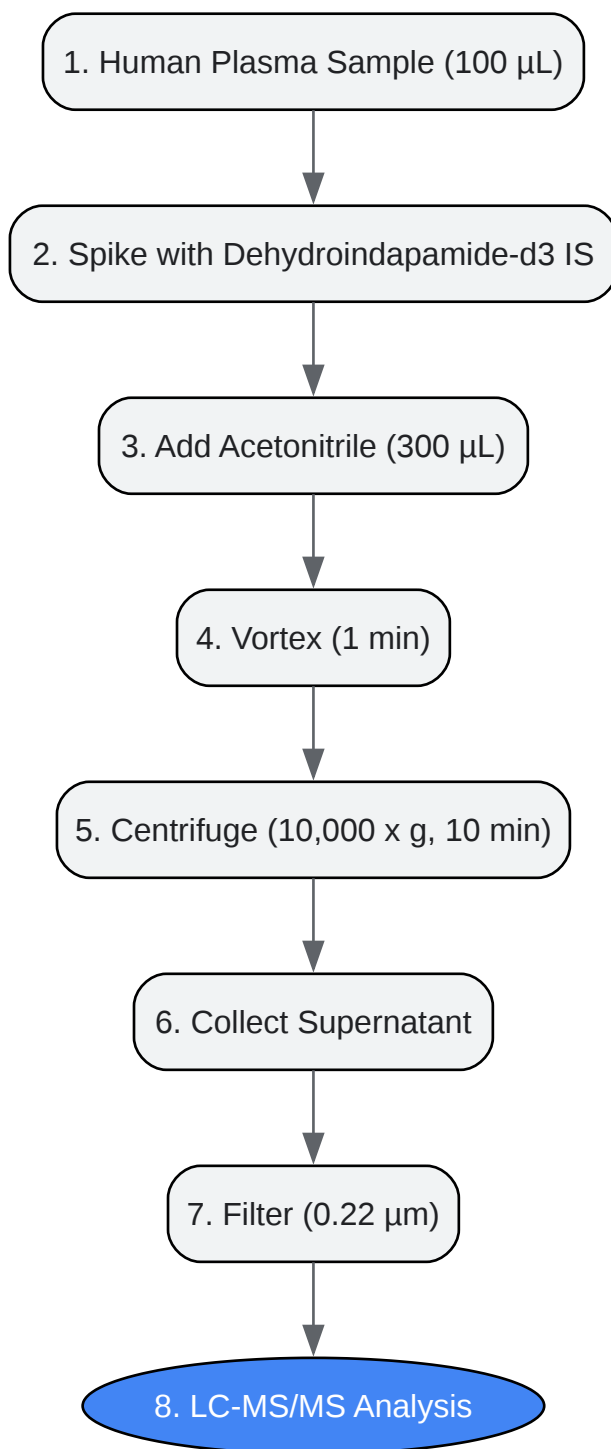 1. Human Plasma Sample (100 µL)
2. Spike with Dehydroindapamide-d3 IS
3. Add Acetonitrile (300 µL)
4. Vortex (1 min)
5. Centrifuge (10,000 x g, 10 min)
6. Collect Supernatant
7. Filter (0.22 µm)
8. LC-MS/MS Analysis